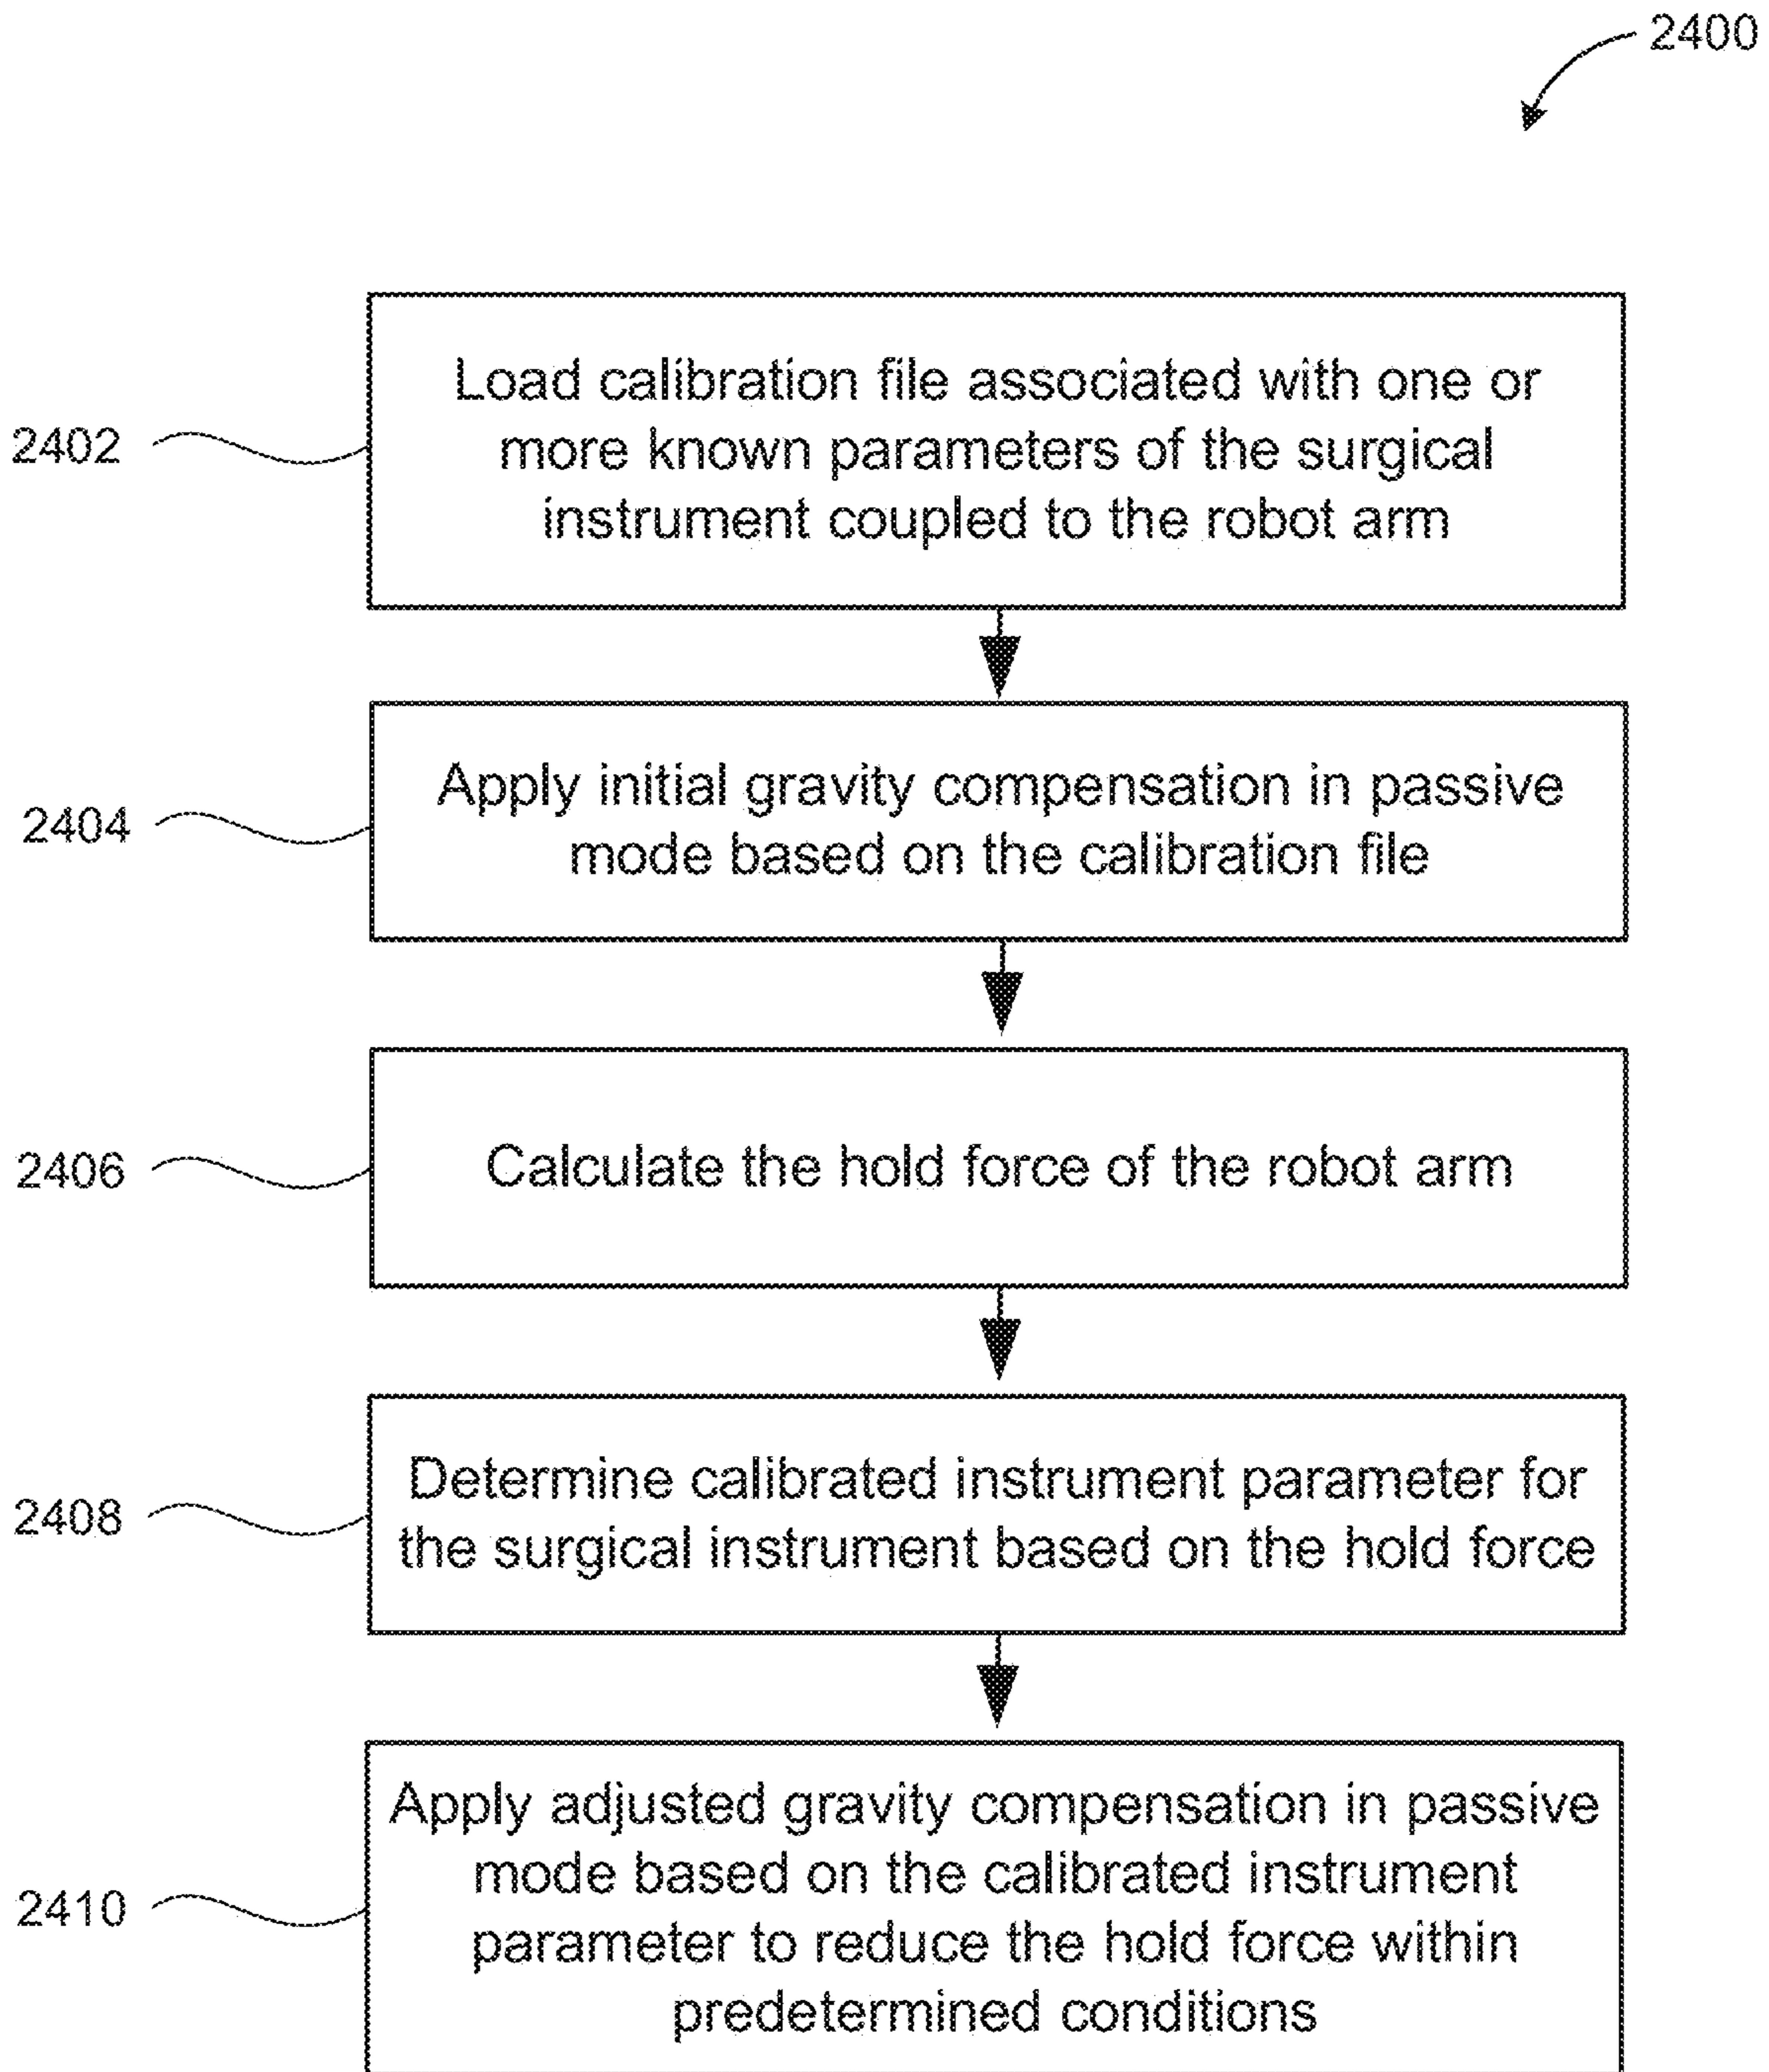 2400
2402
Load calibration file associated with one or
more known parameters of the surgical
instrument coupled to the robot arm
2404
Apply initial gravity compensation in passive
mode based on the calibration file
2406
Calculate the hold force of the robot arm
2408
Determine calibrated instrument parameter for
the surgical instrument based on the hold force
2410
Apply adjusted gravity compensation in passive
mode based on the calibrated instrument
parameter to reduce the hold force within
predetermined conditions